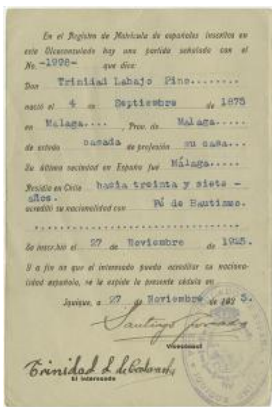 En el Registro de Matrícula de españoles inscritos en
este Viceconsulado hay una partida señalada con el
No. -1998- que dice:
Don Trinidad Labajo Pino........
nació el 4 de Septiembre de 1875
en Malaga...., Prov. de Malaga.....
de estado casada de profesión su casa...
Su última vecindad en España fué Málaga.....
Residía en Chile hacia treinta y siete -
años.
acreditó su nacionalidad con Fé de Bautismo.
Se inscribió el 27 de Noviembre de 1925.
Y a fin de que el interesado pueda acreditar su naciona-
lidad española, se le expide la presente cédula en
Iquique, a 27 de Noviembre de 1925.
Santiago
Vicecónsul
Trinidad L. de
El interesado